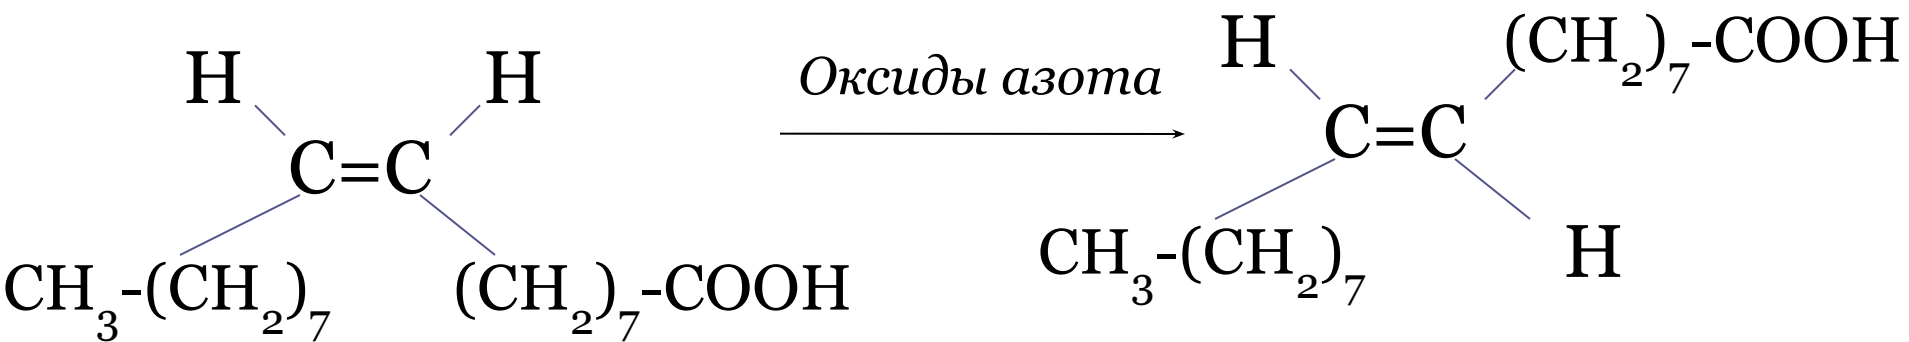 H (CH₂)₇-COOH
H H Оксиды азота
C=C
C=C
CH₃-(CH₂)₇ H
CH₃-(CH₂)₇ (CH₂)₇-COOH